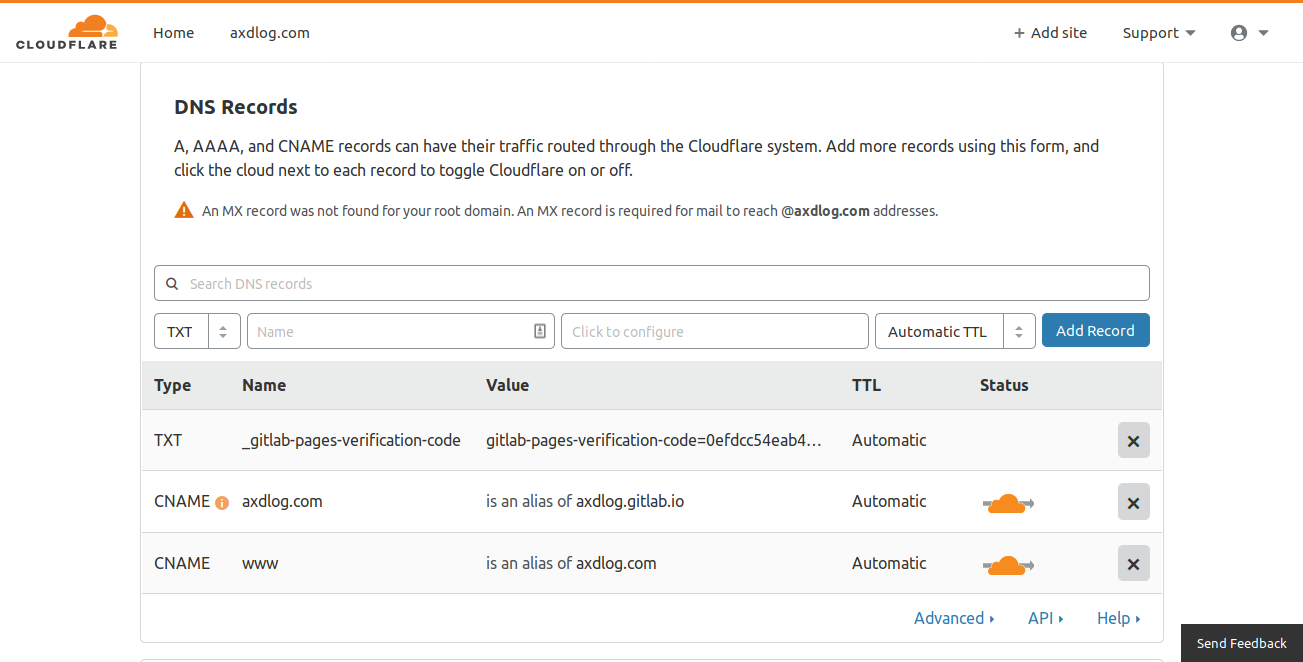 CLOUDFLARE Home axdlog.com + Add site Support
DNS Records
A, AAAA, and CNAME records can have their traffic routed through the Cloudflare system. Add more records using this form, and
click the cloud next to each record to toggle Cloudflare on or off.
An MX record was not found for your root domain. An MX record is required for mail to reach @axdlog.com addresses.
Search DNS records
TXT Name Click to configure Automatic TTL Add Record
Type Name Value TTL Status
TXT _gitlab-pages-verification-code gitlab-pages-verification-code=0efdcc54eab4… Automatic
CNAME axdlog.com is an alias of axdlog.gitlab.io Automatic
CNAME www is an alias of axdlog.com Automatic
Advanced API Help
Send Feedback